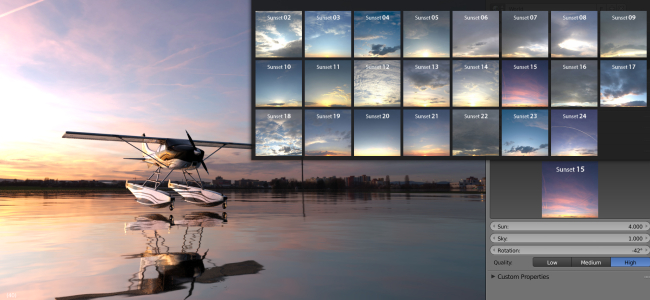 Sunset 02 Sunset 03 Sunset 04 Sunset 05 Sunset 06 Sunset 07 Sunset 08 Sunset 09
Sunset 10 Sunset 11 Sunset 12 Sunset 13 Sunset 14 Sunset 15 Sunset 16 Sunset 17
Sunset 18 Sunset 19 Sunset 20 Sunset 21 Sunset 22 Sunset 23 Sunset 24
Sunset 15
Sun: 4.000
Sky: 1.000
Rotation: -42°
Quality: Low Medium High
Custom Properties